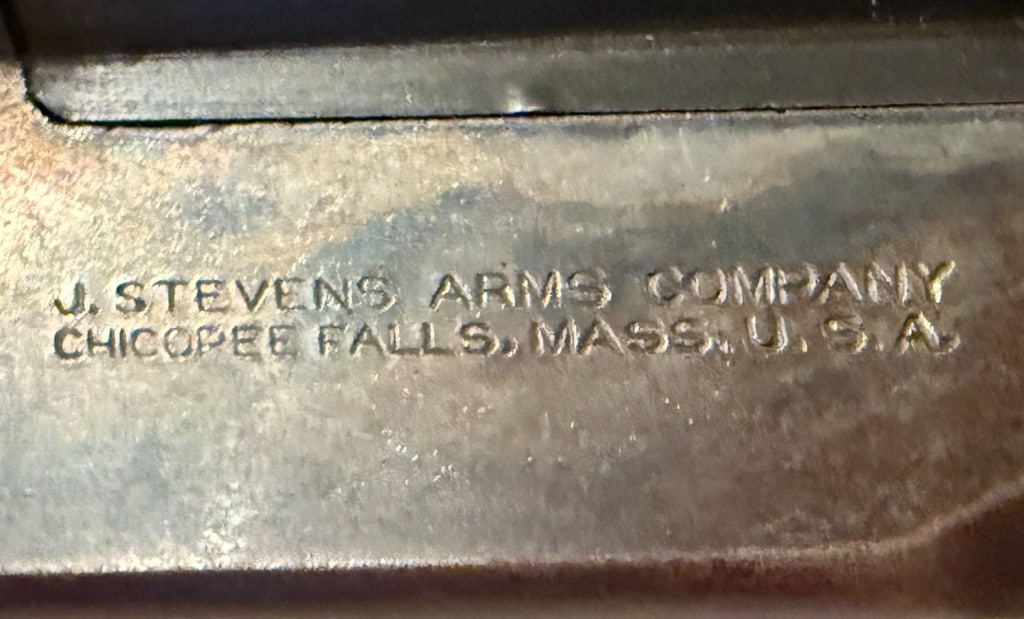 J. STEVENS ARMS COMPANY
CHICOPEE FALLS, MASS. U. S. A.